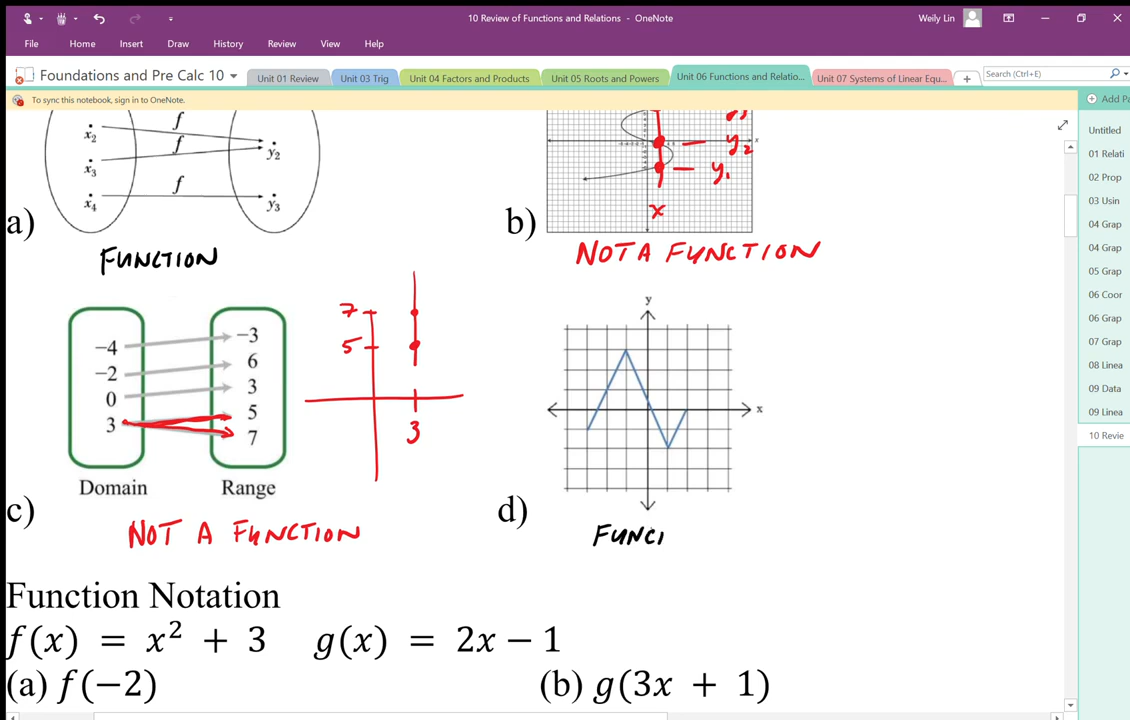 10 Review of Functions and Relations - OneNote
Weily Lin
File Home Insert Draw History Review View Help
Foundations and Pre Calc 10
Unit 01 Review
Unit 03 Trig
Unit 04 Factors and Products
Unit 05 Roots and Powers
Unit 06 Functions and Relatio...
Unit 07 Systems of Linear Equ...
Search (Ctrl+E)
To sync this notebook, sign in to OneNote.
Add Pa
Untitled
01 Relati
02 Prop
03 Usin
04 Grap
04 Grap
05 Grap
06 Coor
06 Grap
07 Grap
08 Linea
09 Data
09 Linea
10 Revie
f
x2
f
y2
x3
f
x4
y3
a)
FUNCTION
x
y2
y1
x
b)
NOT A FUNCTION
-4
-2
0
3
Domain
-3
6
3
5
7
Range
7
5
3
c)
NOT A FUNCTION
y
x
d)
FUNCI
Function Notation
f(x) = x² + 3 g(x) = 2x − 1
(a) f(−2) (b) g(3x + 1)